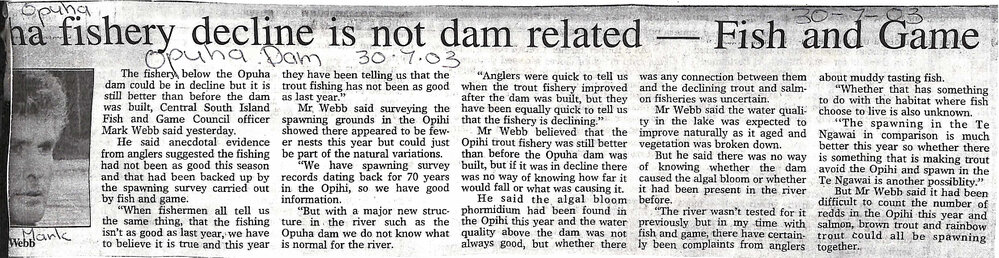 Opuha
30-7-03
ha fishery decline is not dam related — Fish and Game
Opuha Dam 30.7.03
Mark
Webb
The fishery below the Opuha
dam could be in decline but it is
still better than before the dam
was built, Central South Island
Fish and Game Council officer
Mark Webb said yesterday.
He said anecdotal evidence
from anglers suggested the fishing
had not been as good this season
and that had been backed up by
the spawning survey carried out
by fish and game.
"When fishermen all tell us
the same thing, that the fishing
isn't as good as last year, we have
to believe it is true and this year
they have been telling us that the
trout fishing has not been as good
as last year."
Mr Webb said surveying the
spawning grounds in the Opihi
showed there appeared to be few-
er nests this year but could just
be part of the natural variations.
"We have spawning survey
records dating back for 70 years
in the Opihi, so we have good
information.
"But with a major new struc-
ture in the river such as the
Opuha dam we do not know what
is normal for the river.
"Anglers were quick to tell us
when the trout fishery improved
after the dam was built, but they
have been equally quick to tell us
that the fishery is declining."
Mr Webb believed that the
Opihi trout fishery was still better
than before the Opuha dam was
built, but if it was in decline there
was no way of knowing how far it
would fall or what was causing it.
He said the algal bloom
phormidium had been found in
the Opihi this year and the water
quality above the dam was not
always good, but whether there
was any connection between them
and the declining trout and salm-
on fisheries was uncertain.
Mr Webb said the water quali-
ty in the lake was expected to
improve naturally as it aged and
vegetation was broken down.
But he said there was no way
of knowing whether the dam
caused the algal bloom or whether
it had been present in the river
before.
"The river wasn't tested for it
previously but in my time with
fish and game, there have certain-
ly been complaints from anglers
about muddy tasting fish.
"Whether that has something
to do with the habitat where fish
choose to live is also unknown.
"The spawning in the Te
Ngawai in comparison is much
better this year so whether there
is something that is making trout
avoid the Opihi and spawn in the
Te Ngawai is another possiblity."
But Mr Webb said it had been
difficult to count the number of
redds in the Opihi this year and
salmon, brown trout and rainbow
trout could all be spawning
together.